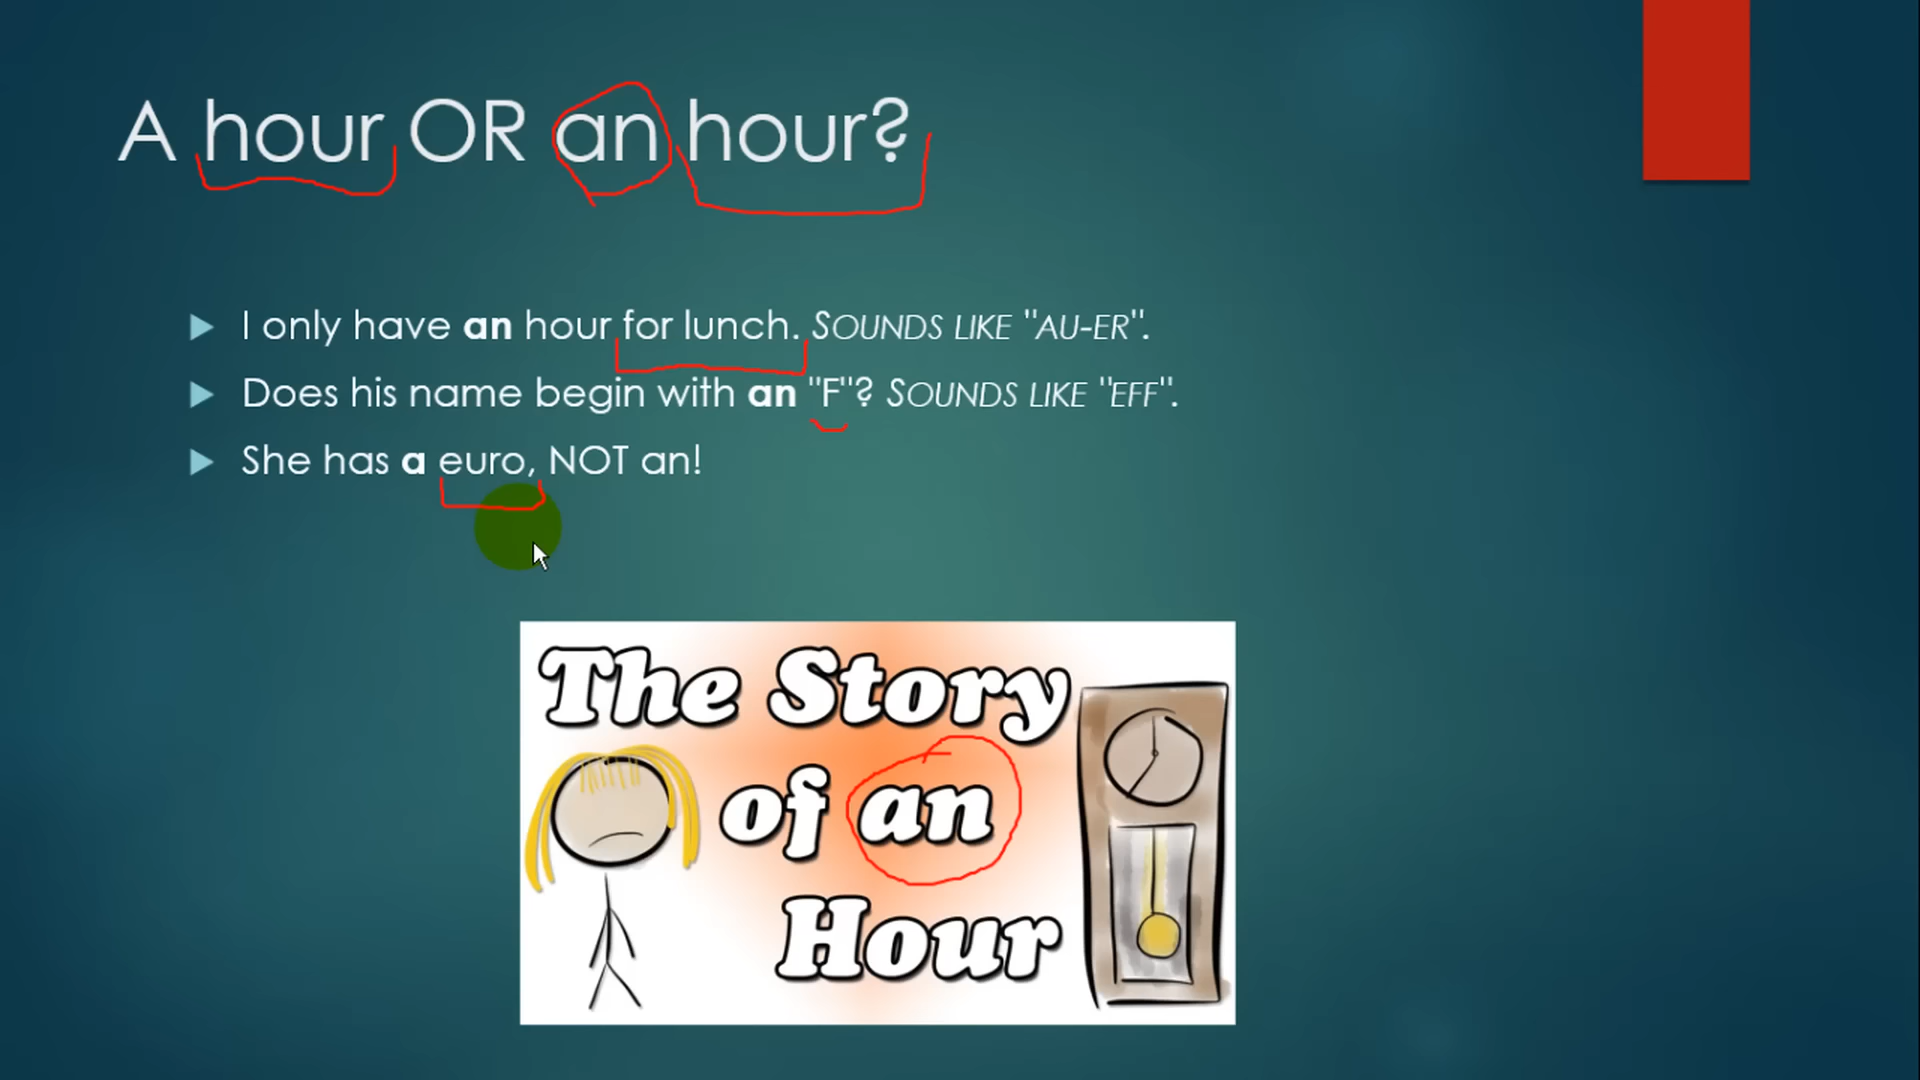 A hour OR an hour?
I only have an hour for lunch. SOUNDS LIKE "AU-ER".
Does his name begin with an "F"? SOUNDS LIKE "EFF".
She has a euro, NOT an!
The Story
of an
Hour